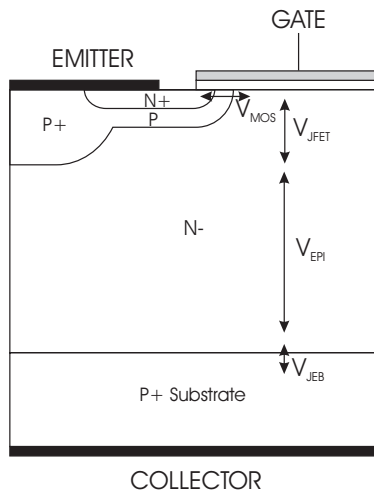 GATE
EMITTER
N+
P+
P
VMOS
VJFET
N-
VEPI
VJEB
P+ Substrate
COLLECTOR